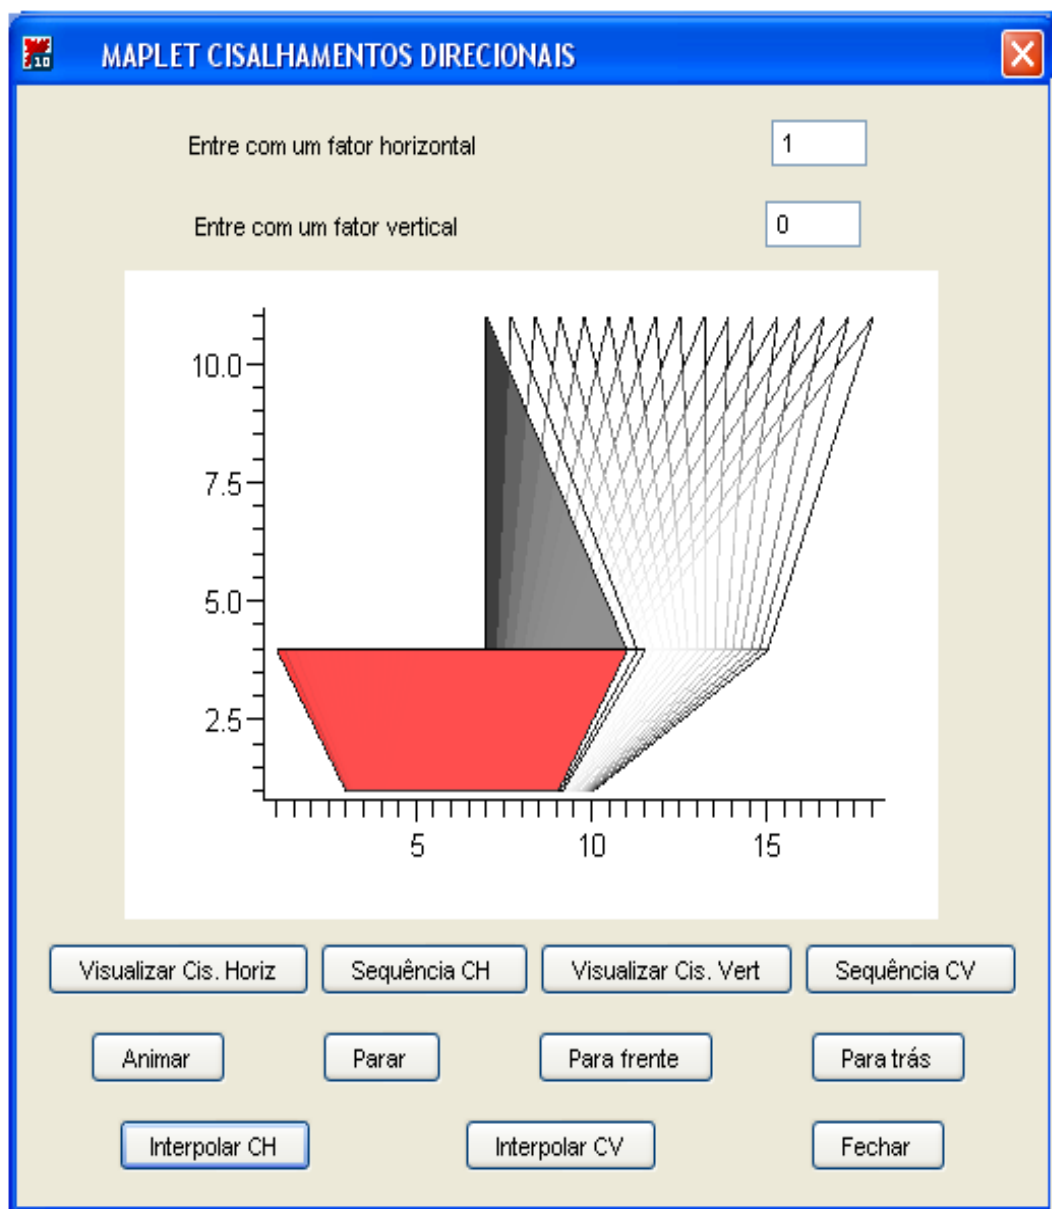 MAPLET CISALHAMENTOS DIRECIONAIS
Entre com um fator horizontal 1
Entre com um fator vertical 0
10.0
7.5
5.0
2.5
5 10 15
Visualizar Cis. Horiz Sequência CH Visualizar Cis. Vert Sequência CV
Animar Parar Para frente Para trás
Interpolar CH Interpolar CV Fechar